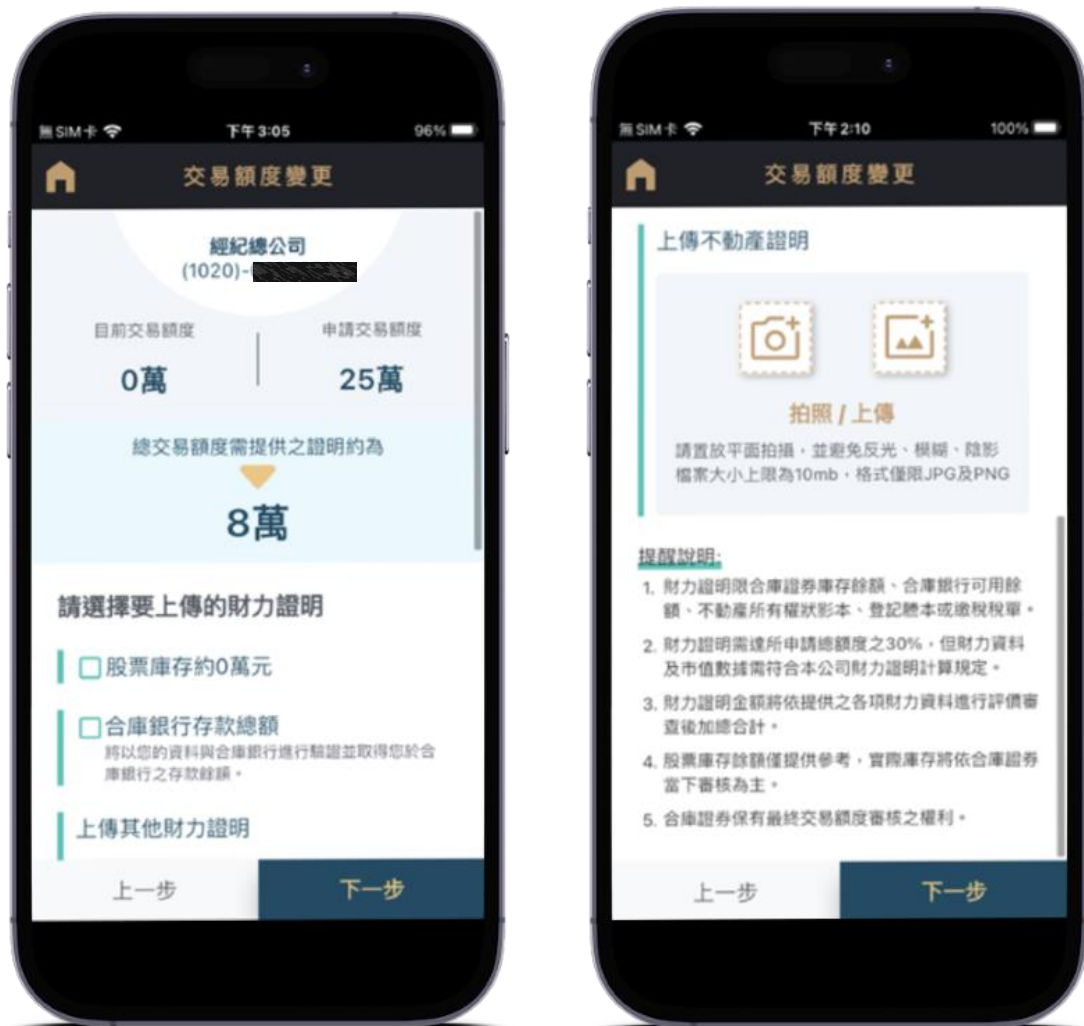 無SIM卡
下午3:05
96%
交易額度變更
經紀總公司
(1020)-
目前交易額度
申請交易額度
0萬
25萬
總交易額度需提供之證明約為
8萬
請選擇要上傳的財力證明
股票庫存約0萬元
合庫銀行存款總額
將以您的資料與合庫銀行進行驗證並取得您於合
庫銀行之存款餘額。
上傳其他財力證明
上一步
下一步
無SIM卡
下午2:10
100%
交易額度變更
上傳不動產證明
拍照 / 上傳
請置放平面拍攝，並避免反光、模糊、陰影
檔案大小上限為10mb，格式僅限JPG及PNG
提醒說明:
1. 財力證明限合庫證券庫存餘額、合庫銀行可用餘
額、不動產所有權狀影本、登記謄本或繳稅稅單。
2. 財力證明需達所申請總額度之30%，但財力資料
及市值數據需符合本公司財力證明計算規定。
3. 財力證明金額將依提供之各項財力資料進行評價審
查後加總合計。
4. 股票庫存餘額僅提供參考，實際庫存將依合庫證券
當下審核為主。
5. 合庫證券保有最終交易額度審核之權利。
上一步
下一步